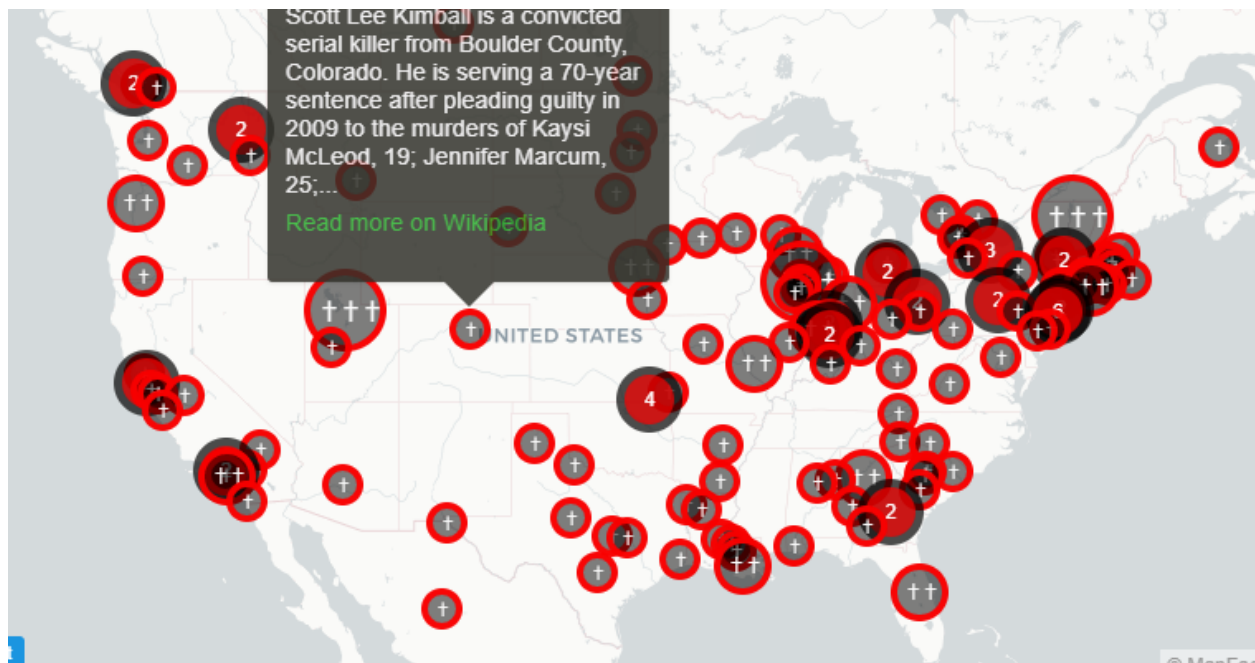 Scott Lee Kimball is a convicted
serial killer from Boulder County,
Colorado. He is serving a 70-year
sentence after pleading guilty in
2009 to the murders of Kaysi
McLeod, 19; Jennifer Marcum,
25;...
Read more on Wikipedia
2
2
††
†††
3
2
2
2
††
†††
UNITED STATES
2
††
4
††
††
2
††
††